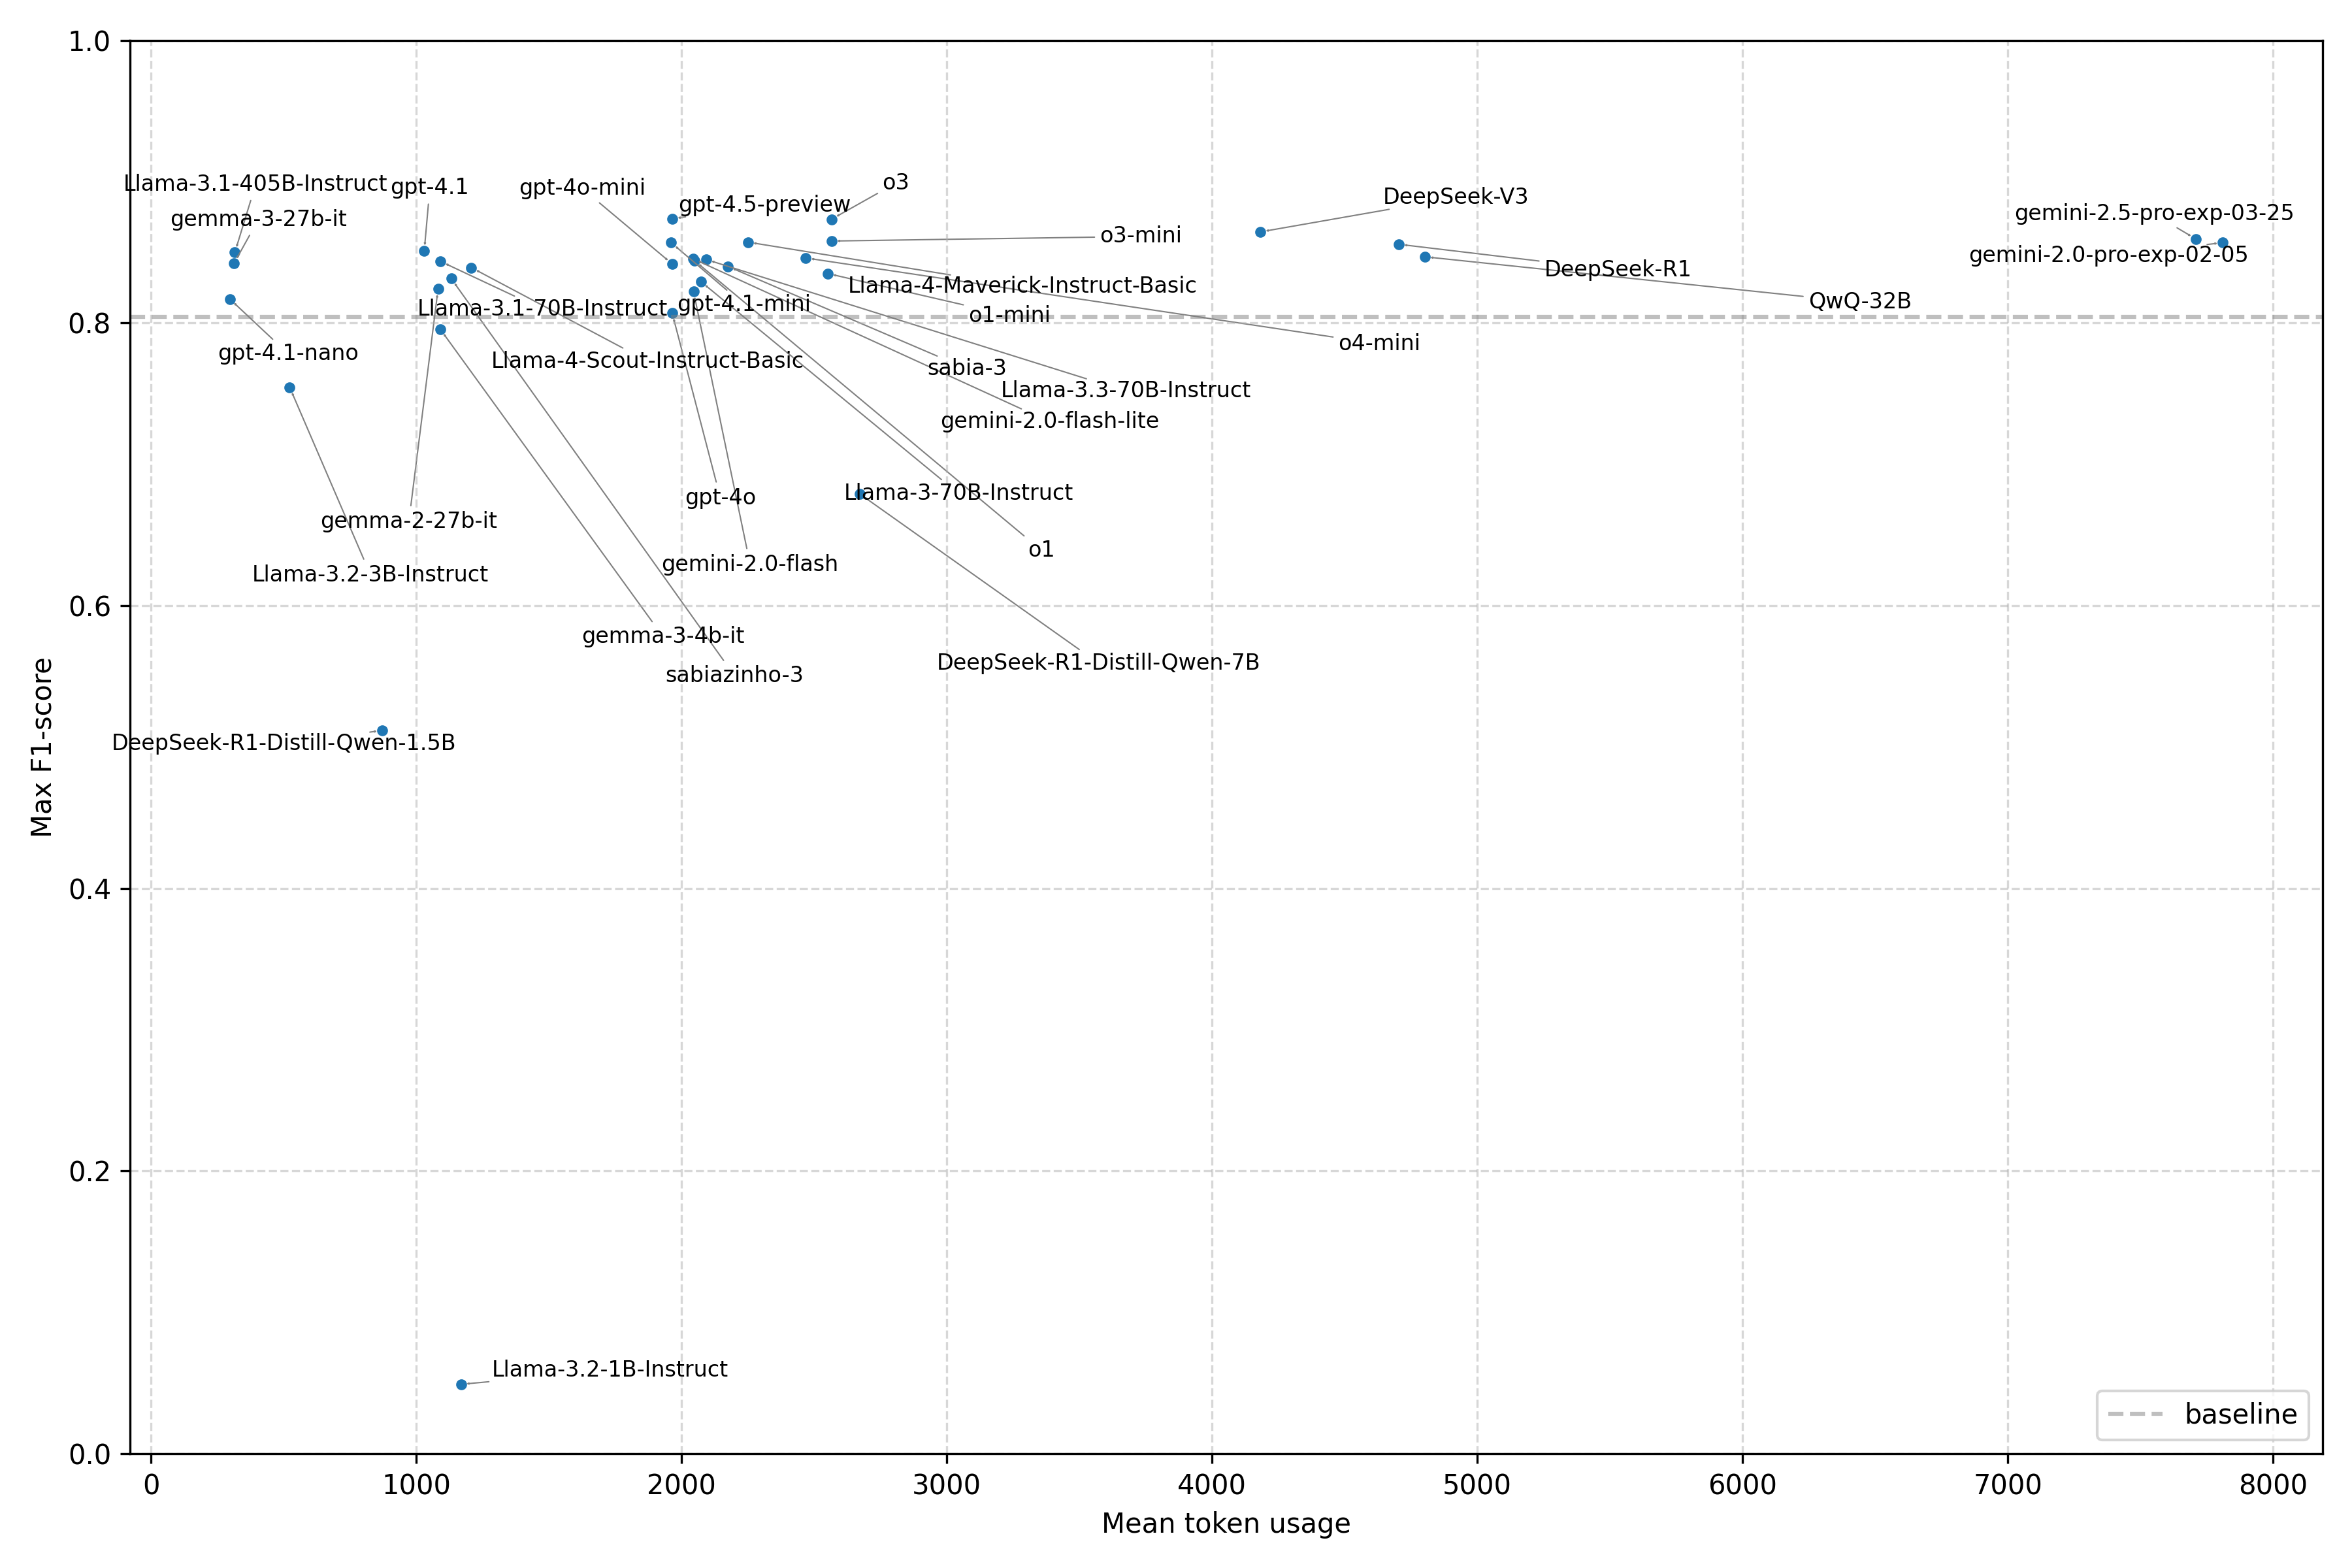 1.0
Llama-3.1-405B-Instruct
gpt-4.1
gpt-4o-mini
o3
gemma-3-27b-it
gpt-4.5-preview
DeepSeek-V3
gemini-2.5-pro-exp-03-25
o3-mini
gemini-2.0-pro-exp-02-05
DeepSeek-R1
Llama-4-Maverick-Instruct-Basic
QwQ-32B
Llama-3.1-70B-Instruct
gpt-4.1-mini
o1-mini
0.8
o4-mini
gpt-4.1-nano
Llama-4-Scout-Instruct-Basic
sabia-3
Llama-3.3-70B-Instruct
gemini-2.0-flash-lite
gpt-4o
Llama-3-70B-Instruct
gemma-2-27b-it
o1
gemini-2.0-flash
Llama-3.2-3B-Instruct
0.6
gemma-3-4b-it
DeepSeek-R1-Distill-Qwen-7B
sabiazinho-3
DeepSeek-R1-Distill-Qwen-1.5B
Max F1-score
0.4
0.2
Llama-3.2-1B-Instruct
baseline
0.0
0 1000 2000 3000 4000 5000 6000 7000 8000
Mean token usage